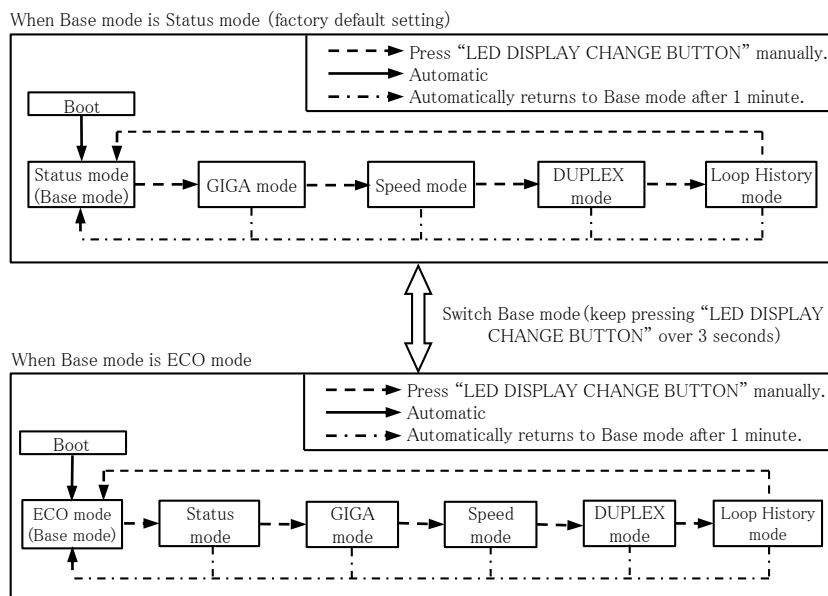 When Base mode is Status mode (factory default setting)
Press “LED DISPLAY CHANGE BUTTON” manually.
Automatic
Automatically returns to Base mode after 1 minute.
Boot
Status mode
(Base mode)
GIGA mode
Speed mode
DUPLEX
mode
Loop History
mode
Switch Base mode(keep pressing “LED DISPLAY
CHANGE BUTTON” over 3 seconds)
When Base mode is ECO mode
Press “LED DISPLAY CHANGE BUTTON” manually.
Automatic
Automatically returns to Base mode after 1 minute.
Boot
ECO mode
(Base mode)
Status
mode
GIGA
mode
Speed
mode
DUPLEX
mode
Loop History
mode